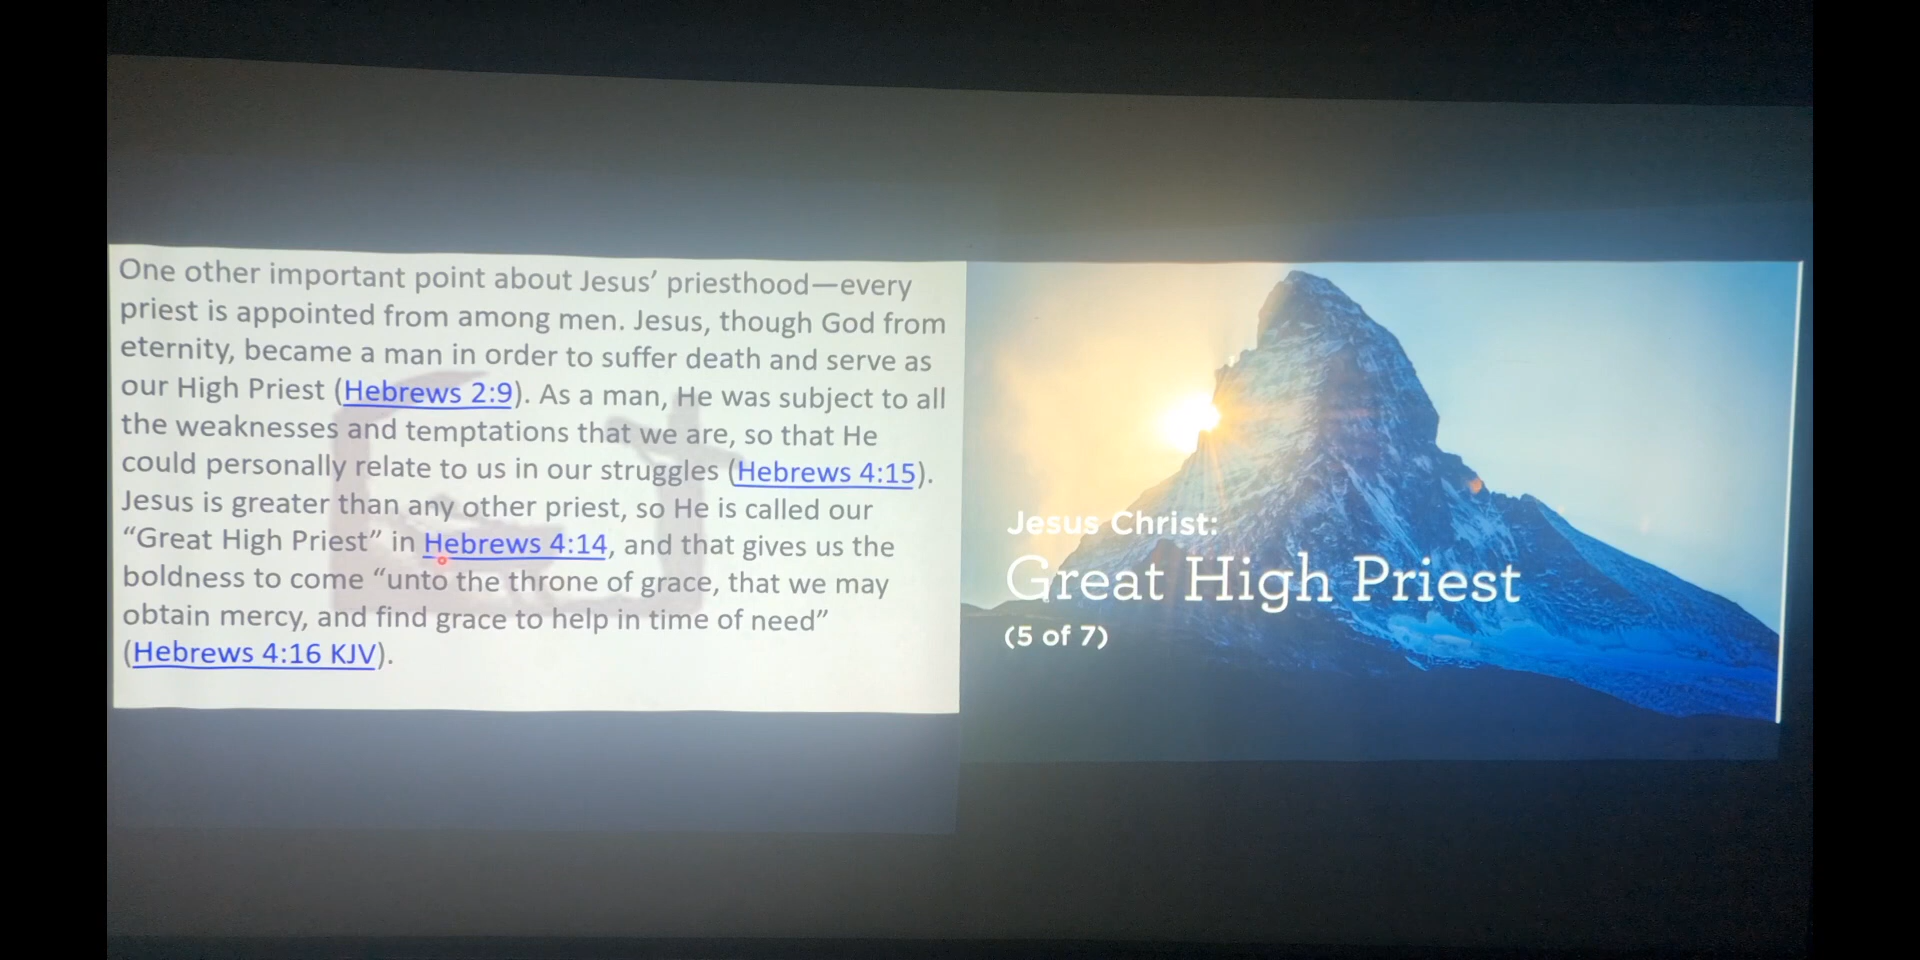 One other important point about Jesus’ priesthood—every
priest is appointed from among men. Jesus, though God from
eternity, became a man in order to suffer death and serve as
our High Priest (Hebrews 2:9). As a man, He was subject to all
the weaknesses and temptations that we are, so that He
could personally relate to us in our struggles (Hebrews 4:15).
Jesus is greater than any other priest, so He is called our
“Great High Priest” in Hebrews 4:14, and that gives us the
boldness to come “unto the throne of grace, that we may
obtain mercy, and find grace to help in time of need”
(Hebrews 4:16 KJV).
Jesus Christ:
Great High Priest
(5 of 7)